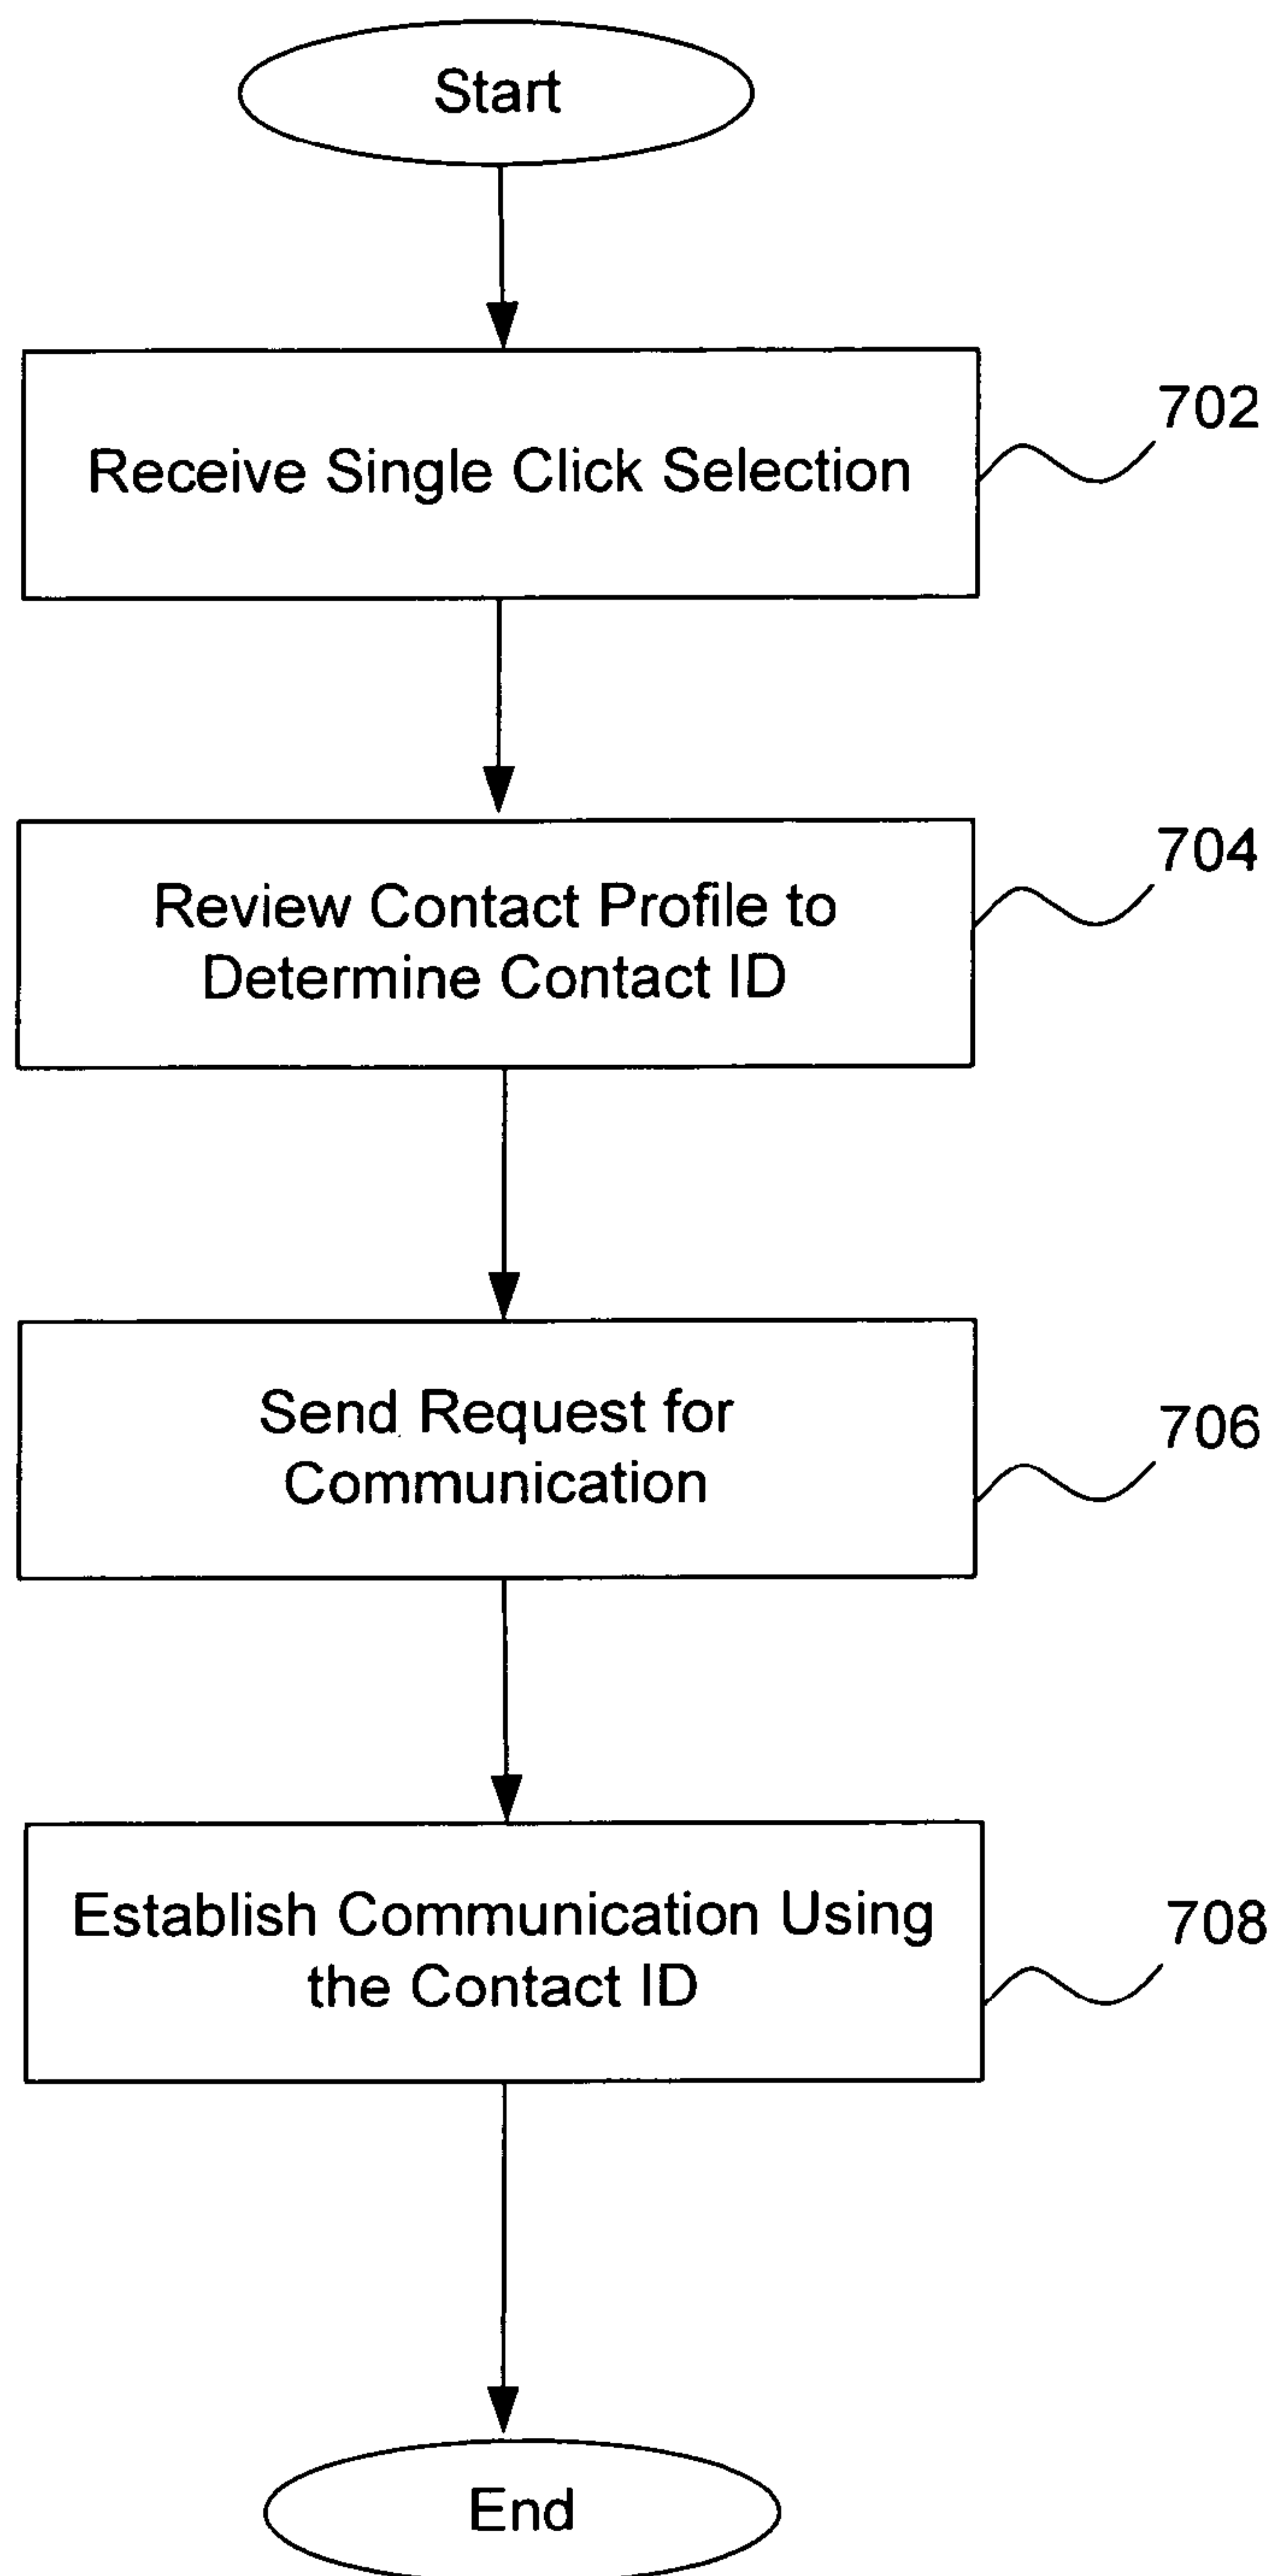 Start
Receive Single Click Selection
702
Review Contact Profile to
Determine Contact ID
704
Send Request for
Communication
706
Establish Communication Using
the Contact ID
708
End